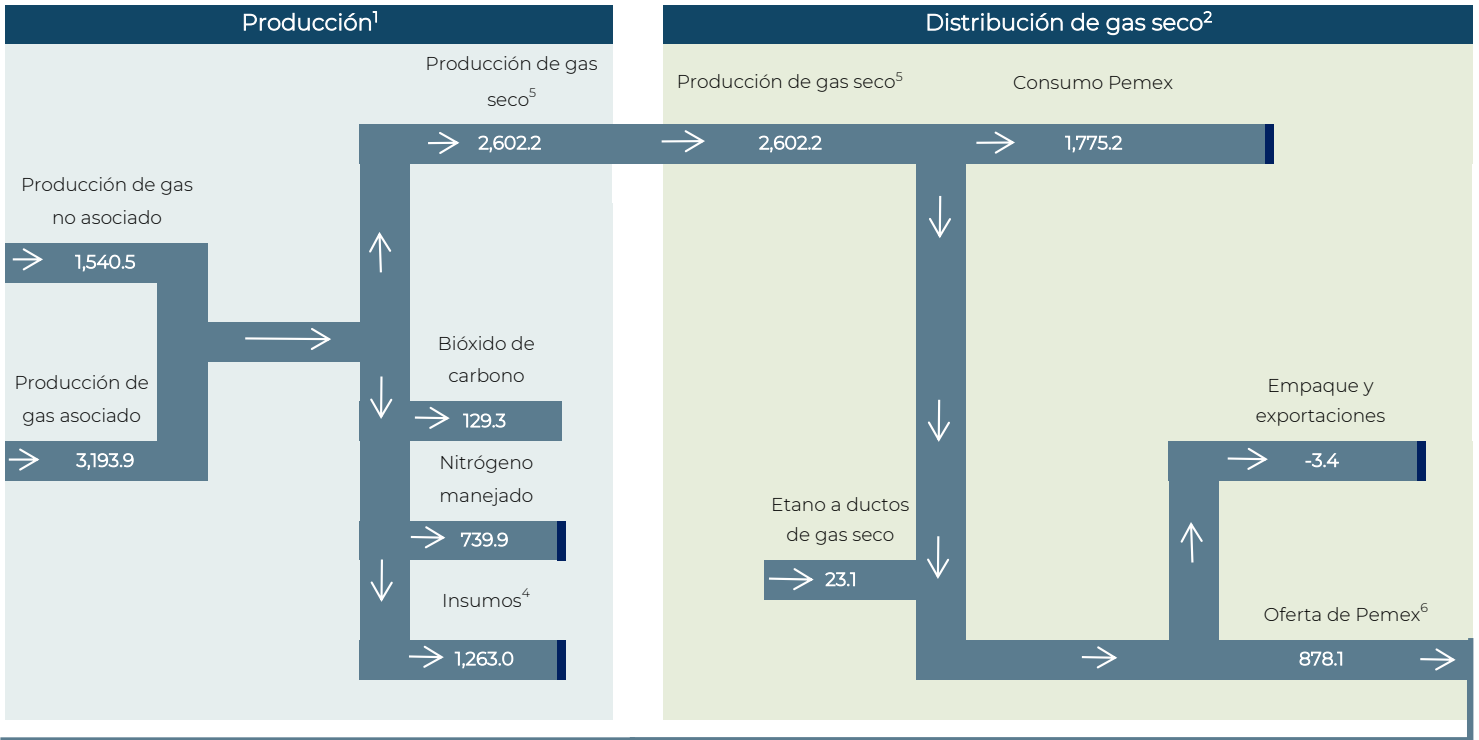 Producción¹
Producción de gas
seco⁵
2,602.2
Producción de gas
no asociado
1,540.5
Bióxido de
carbono
129.3
Producción de
gas asociado
3,193.9
Nitrógeno
manejado
739.9
Insumos⁴
1,263.0
Distribución de gas seco²
Producción de gas seco⁵
2,602.2
Consumo Pemex
1,775.2
Empaque y
exportaciones
-3.4
Etano a ductos
de gas seco
23.1
Oferta de Pemex⁶
878.1